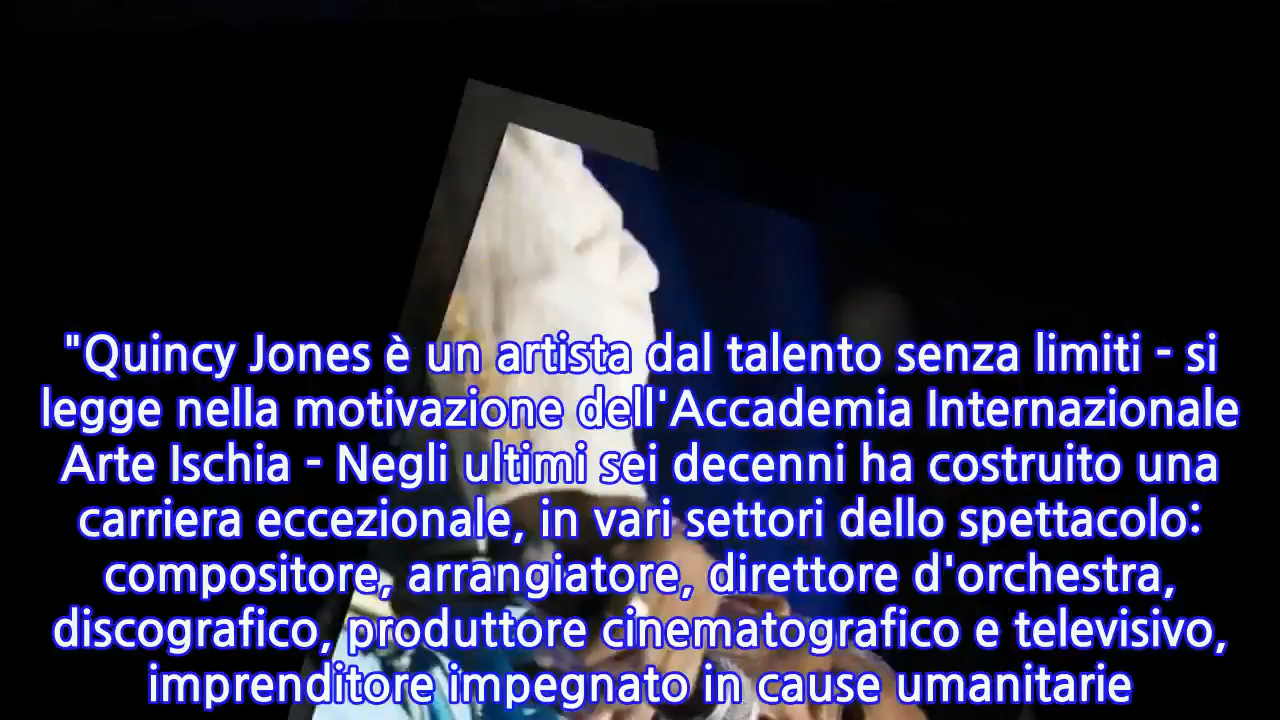 "Quincy Jones è un artista dal talento senza limiti - si
legge nella motivazione dell'Accademia Internazionale
Arte Ischia - Negli ultimi sei decenni ha costruito una
carriera eccezionale, in vari settori dello spettacolo:
compositore, arrangiatore, direttore d'orchestra,
discografico, produttore cinematografico e televisivo,
imprenditore impegnato in cause umanitarie